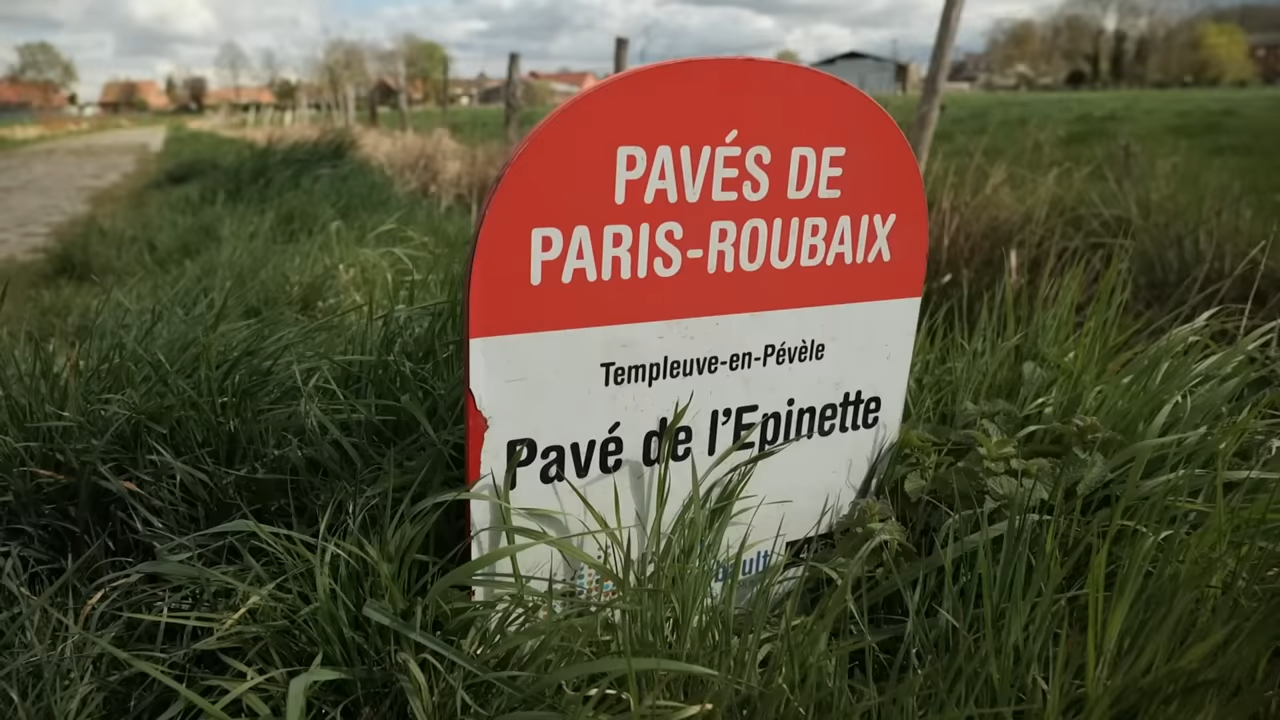 PAVÉS DE
PARIS-ROUBAIX
Templeuve-en-Pévèle
Pavé de l'Epinette